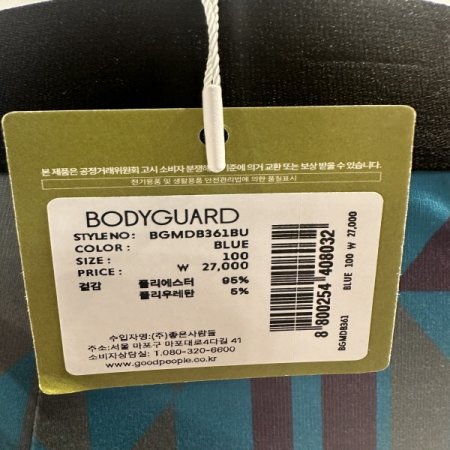 본 제품은 공정거래위원회 고시 소비자 분쟁해 기준에 의거 교환 또는 보상 받을 수 있습니다.
전기용품 및 생활용품 안전관리법에 의한 품질표시
BODYGUARD
STYLE NO: BGMDB361BU
COLOR : BLUE
SIZE : 100
PRICE : ₩ 27,000
겉감 폴리에스터 95%
폴리우레탄 5%
수입자명:(주)좋은사람들
주소:서울 마포구 마포대로4다길 41
소비자상담실: 1.080-320-6600
www.goodpeople.co.kr
8 800254 408032
BGMDB361 BLUE 100 ₩ 27,000